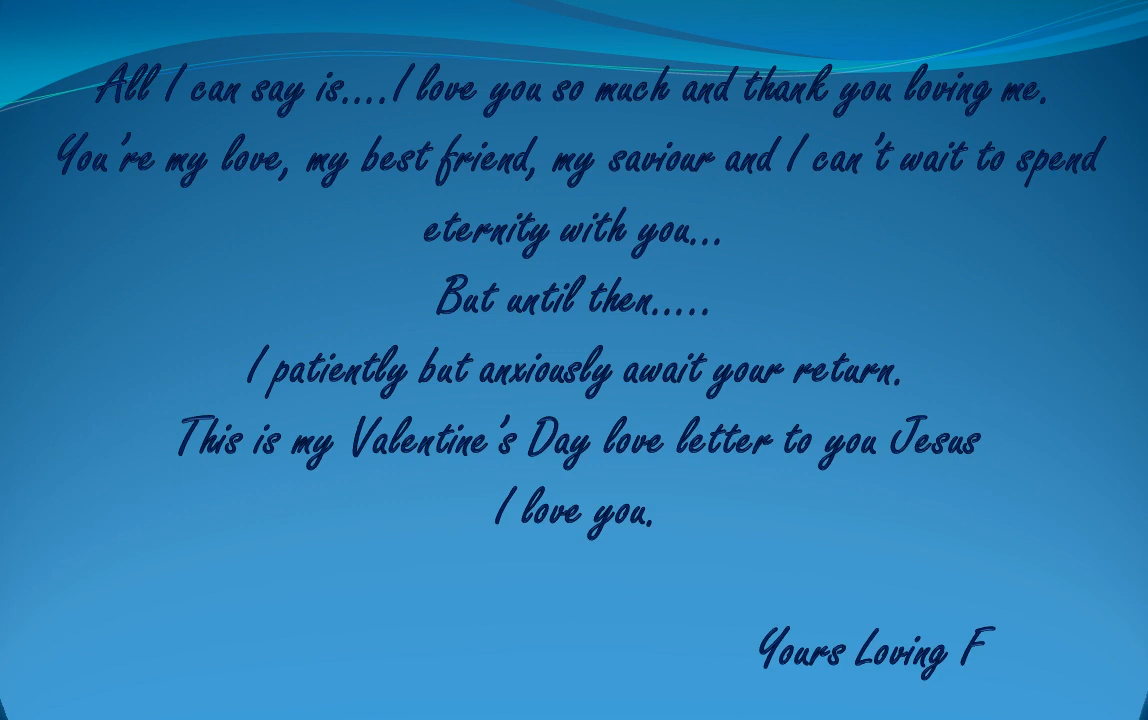 All I can say is....I love you so much and thank you loving me.
You're my love, my best friend, my saviour and I can't wait to spend
eternity with you...
But until then.....
I patiently but anxiously await your return.
This is my Valentine's Day love letter to you Jesus
I love you.
Yours Loving F